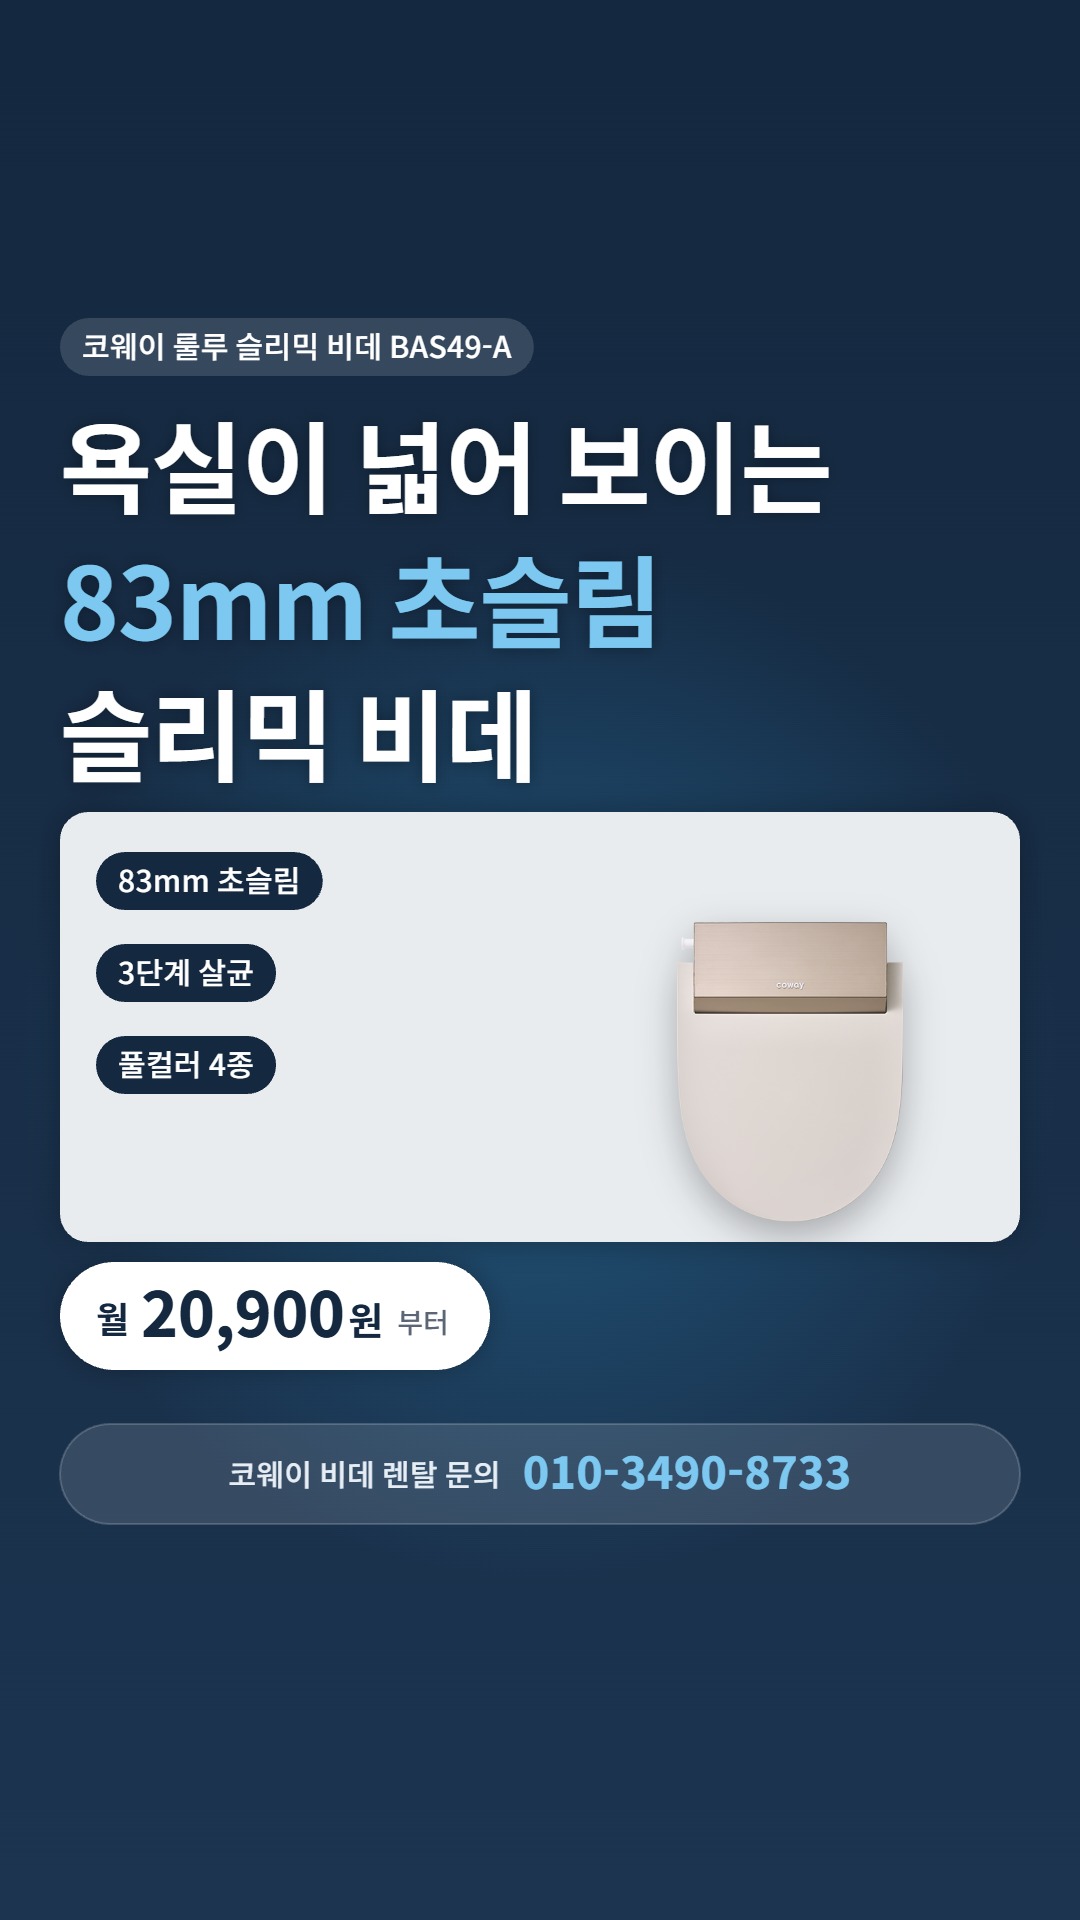 코웨이 룰루 슬리믹 비데 BAS49-A
욕실이 넓어 보이는
83mm 초슬림
슬리믹 비데
83mm 초슬림
3단계 살균
풀컬러 4종
coway
월 20,900원 부터
코웨이 비데 렌탈 문의 010-3490-8733